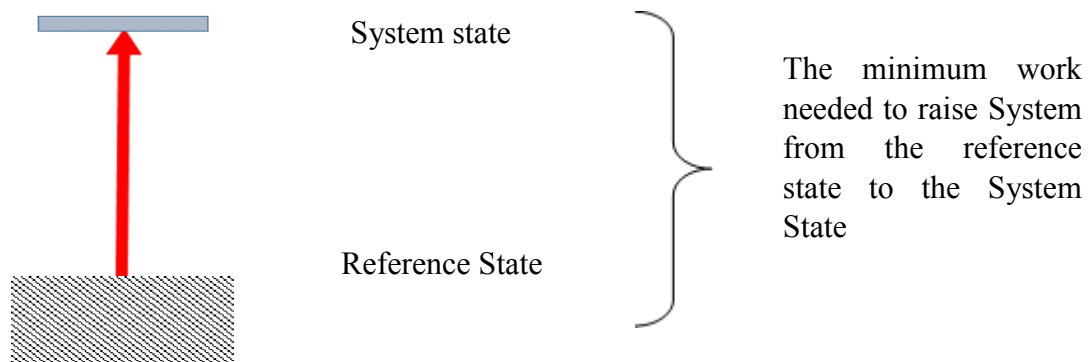 System state
The minimum work
needed to raise System
from the reference
state to the System
State
Reference State